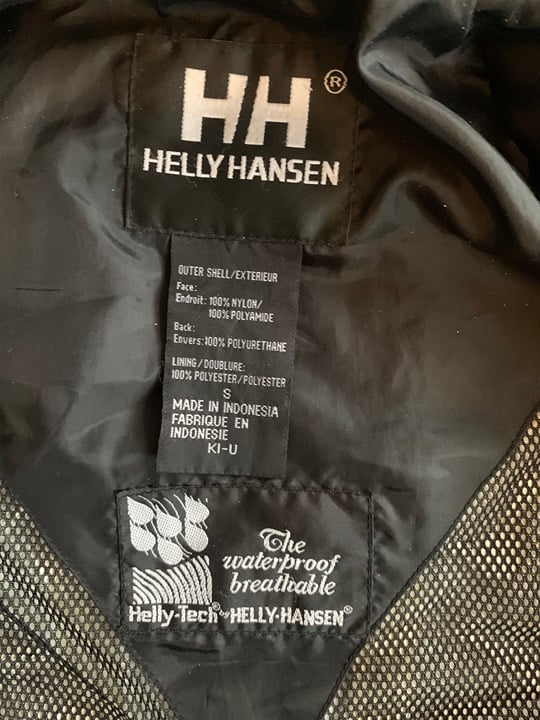 HH®
HELLY HANSEN
OUTER SHELL/EXTERIEUR
Face:
Endroit: 100% NYLON/
100% POLYAMIDE
Back:
Envers: 100% POLYURETHANE
LINING/DOUBLURE:
100% POLYESTER/POLYESTER
S
MADE IN INDONESIA
FABRIQUE EN
INDONESIE
KI-U
The
waterproof
breathable
Helly-Tech® by HELLY-HANSEN®